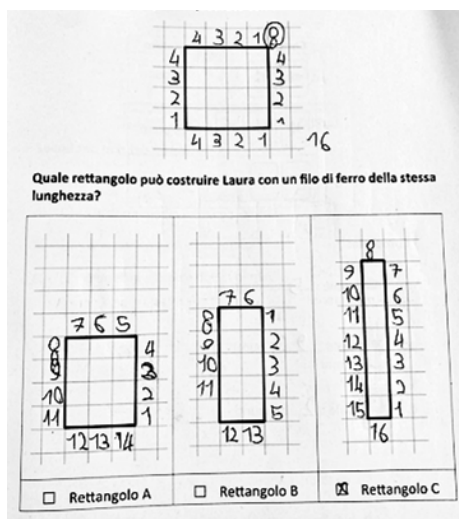 4 3 2 1 8
4 4
3 3
2 2
1 1
4 3 2 1 16
Quale rettangolo può costruire Laura con un filo di ferro della stessa
lunghezza?
7 6 5
8 4
9 3
10 2
11 1
12 13 14
7 6
8 1
9 2
10 3
11 4
5
12 13
8
9 7
10 6
11 5
12 4
13 3
14 2
15 1
16
Rettangolo A
Rettangolo B
Rettangolo C